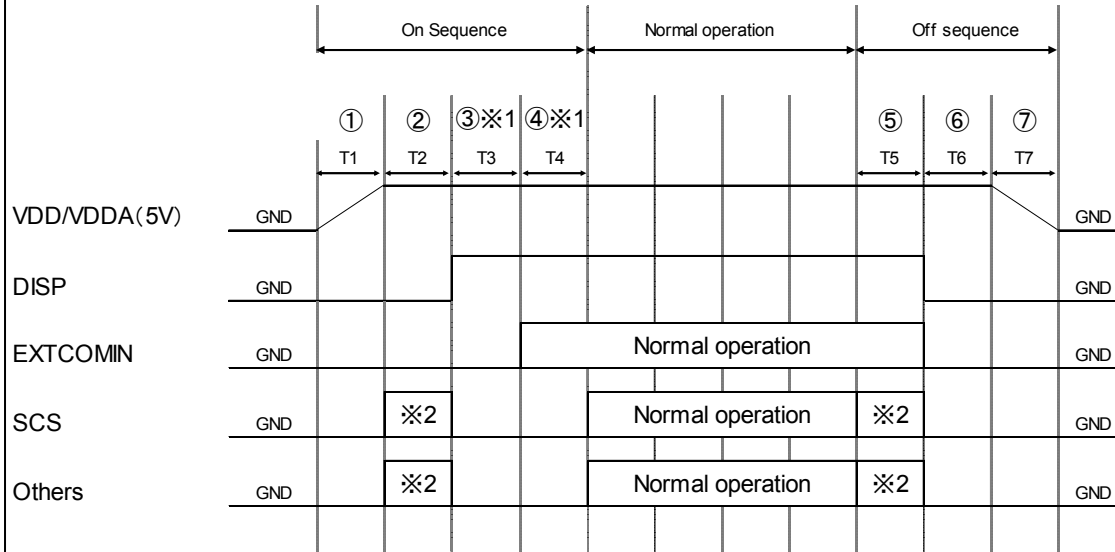 On Sequence Normal operation Off sequence
① ② ③※1 ④※1 ⑤ ⑥ ⑦
T1 T2 T3 T4 T5 T6 T7
VDD/VDDA(5V) GND GND
DISP GND GND
EXTCOMIN GND Normal operation GND
SCS GND ※2 Normal operation ※2 GND
Others GND ※2 Normal operation ※2 GND